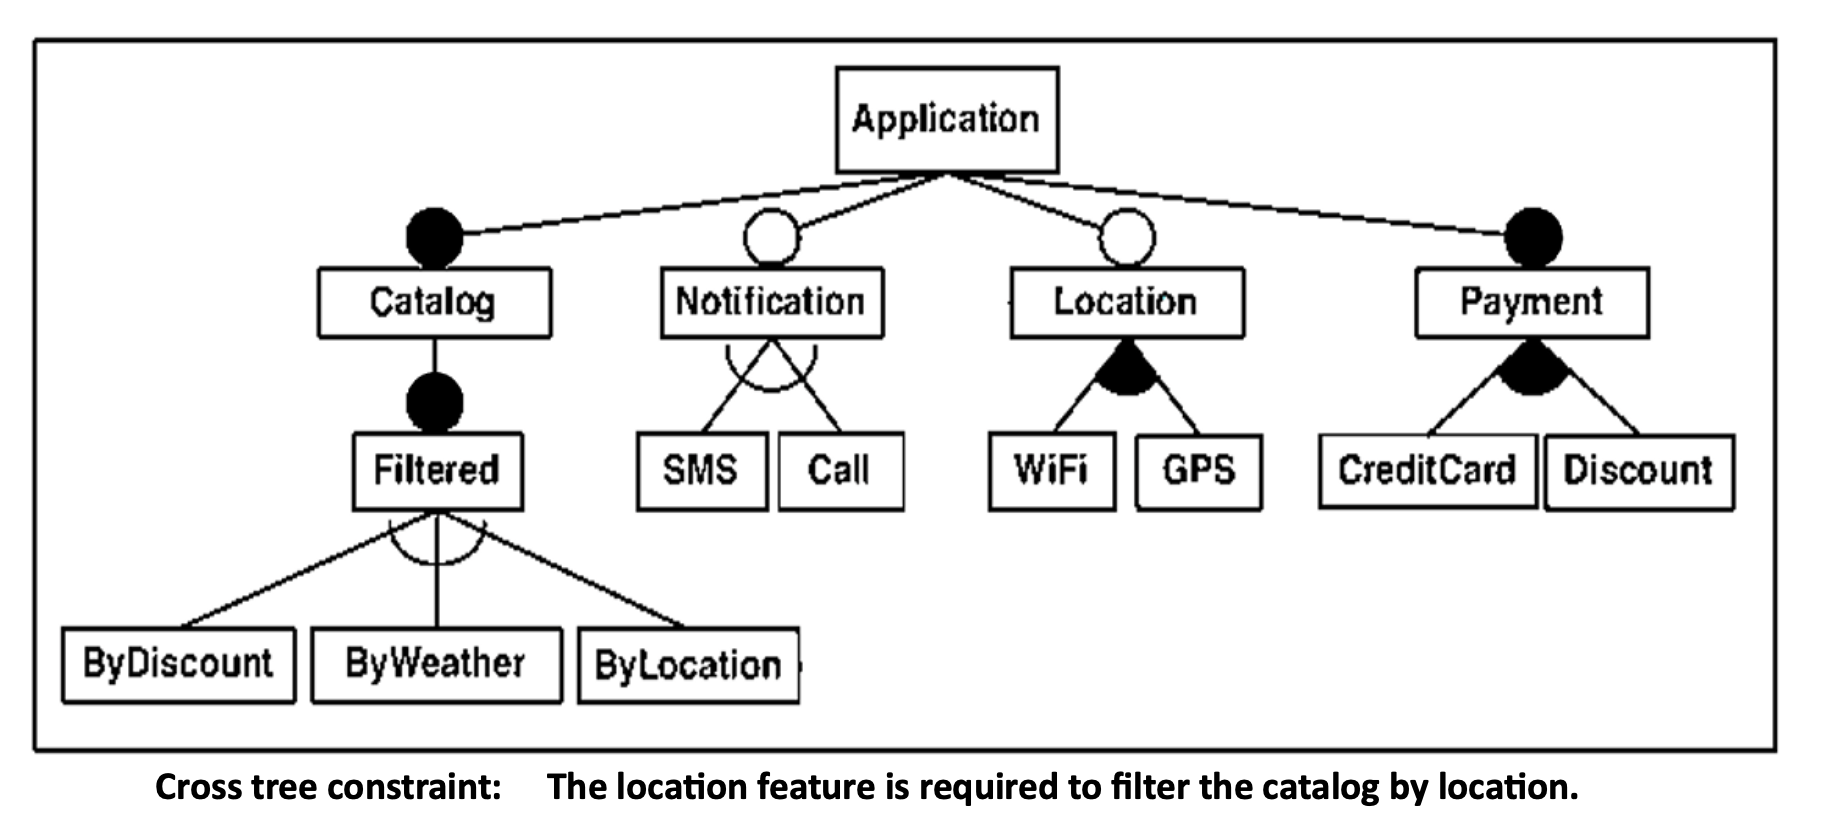 Application
Catalog
Notification
Location
Payment
Filtered
SMS
Call
WiFi
GPS
CreditCard
Discount
ByDiscount
ByWeather
ByLocation
Cross tree constraint: The location feature is required to filter the catalog by location.